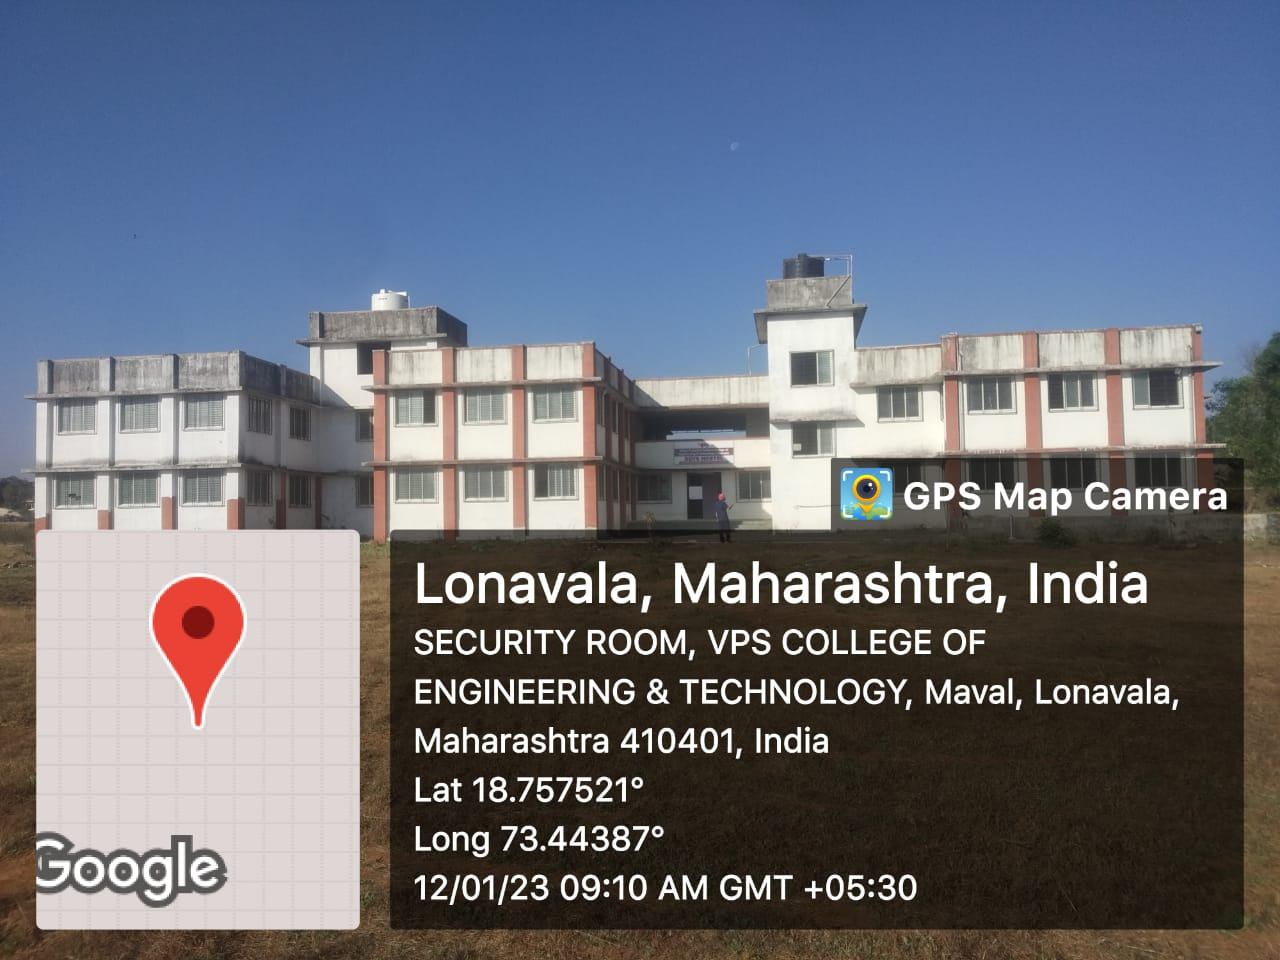 GPS Map Camera
Lonavala, Maharashtra, India
SECURITY ROOM, VPS COLLEGE OF
ENGINEERING & TECHNOLOGY, Maval, Lonavala,
Maharashtra 410401, India
Lat 18.757521°
Long 73.44387°
12/01/23 09:10 AM GMT +05:30
Google